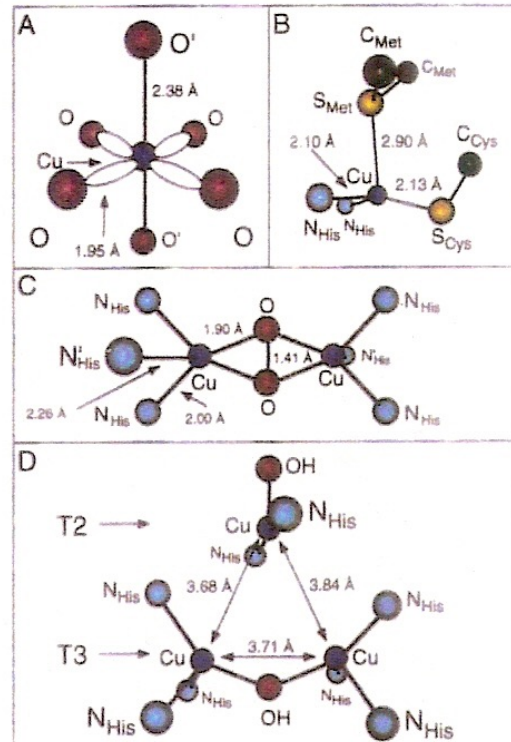 A
O'
2.38 Å
O
O
Cu
O
O'
O
1.95 Å
B
C_Met
C_Met
S_Met
2.10 Å
2.90 Å
C_Cys
Cu
2.13 Å
N_His
N_His
S_Cys
C
N_His
O
N_His
1.90 Å
N'_His
1.41 Å
N'_His
Cu
Cu
2.26 Å
N_His
2.00 Å
O
N_His
D
OH
T2
Cu
N_His
N_His
N_His
3.68 Å
3.84 Å
N_His
T3
3.71 Å
Cu
Cu
N_His
N_His
N_His
OH
N_His